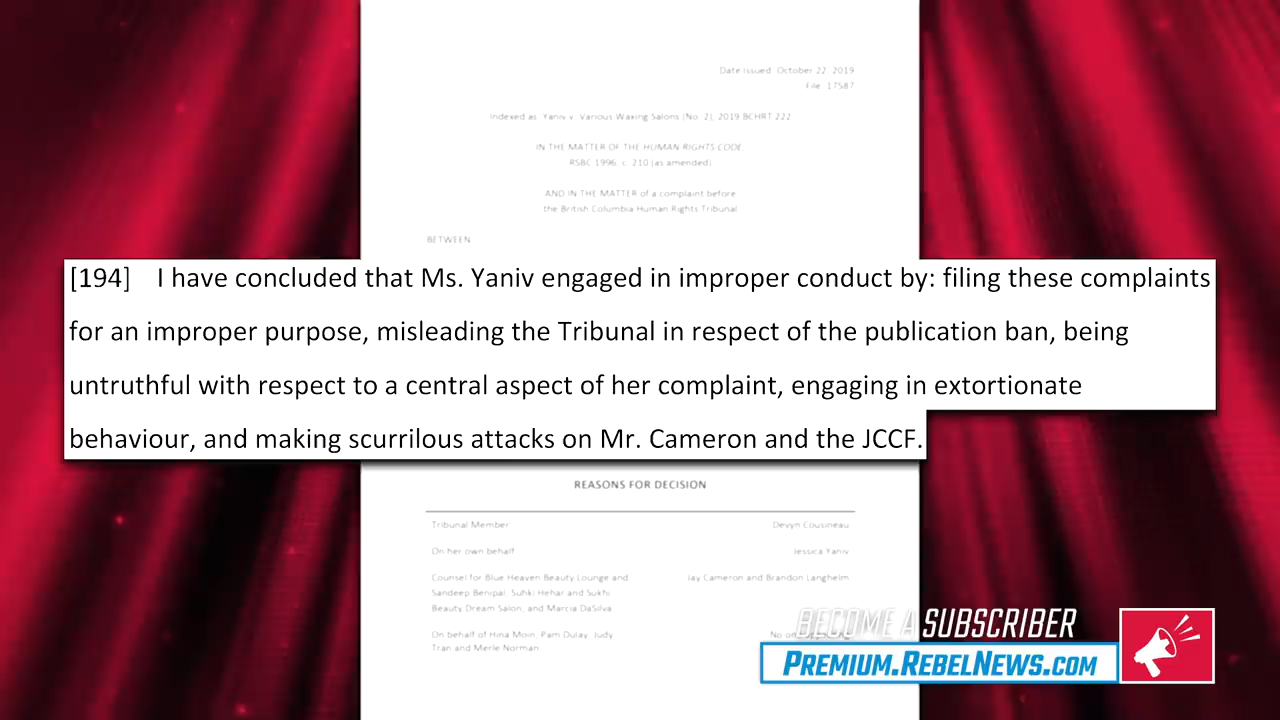 Date Issued: October 22, 2019
File: 17587
Indexed as: Yaniv v. Various Waxing Salons (No. 2), 2019 BCHRT 222
IN THE MATTER OF THE HUMAN RIGHTS CODE,
RSBC 1996, c. 210 (as amended)
AND IN THE MATTER of a complaint before
the British Columbia Human Rights Tribunal
BETWEEN
[194] I have concluded that Ms. Yaniv engaged in improper conduct by: filing these complaints
for an improper purpose, misleading the Tribunal in respect of the publication ban, being
untruthful with respect to a central aspect of her complaint, engaging in extortionate
behaviour, and making scurrilous attacks on Mr. Cameron and the JCCF.
REASONS FOR DECISION
Tribunal Member Devyn Cousineau
On her own behalf Jessica Yaniv
Counsel for Blue Heaven Beauty Lounge and Jay Cameron and Brandon Langhelm
Sandeep Benipal, Suhki Hehar and Sukhi
Beauty Dream Salon, and Marcia DaSilva
On behalf of Hina Moin, Pam Dulay, Judy No
Tran and Merle Norman
BECOME A SUBSCRIBER
PREMIUM.REBELNEWS.COM